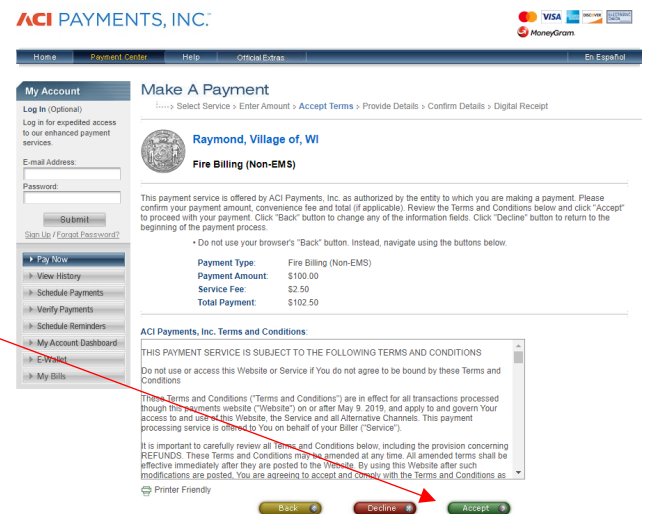 ACI PAYMENTS, INC.
VISA
DISCOVER
MoneyGram.
Home Payment Center Help Official Extras En Español
My Account
Log In (Optional)
Log in for expedited access
to our enhanced payment
services.
E-mail Address:
Password:
Submit
Sign Up / Forgot Password?
Pay Now
View History
Schedule Payments
Verify Payments
Schedule Reminders
My Account Dashboard
E-Wallet
My Bills
Make A Payment
Select Service > Enter Amount > Accept Terms > Provide Details > Confirm Details > Digital Receipt
Raymond, Village of, WI
Fire Billing (Non-EMS)
This payment service is offered by ACI Payments, Inc. as authorized by the entity to which you are making a payment. Please
confirm your payment amount, convenience fee and total (if applicable). Review the Terms and Conditions below and click "Accept"
to proceed with your payment. Click "Back" button to change any of the information fields. Click "Decline" button to return to the
beginning of the payment process.
• Do not use your browser's "Back" button. Instead, navigate using the buttons below.
Payment Type: Fire Billing (Non-EMS)
Payment Amount: $100.00
Service Fee: $2.50
Total Payment: $102.50
ACI Payments, Inc. Terms and Conditions:
THIS PAYMENT SERVICE IS SUBJECT TO THE FOLLOWING TERMS AND CONDITIONS
Do not use or access this Website or Service if You do not agree to be bound by these Terms and
Conditions
These Terms and Conditions ("Terms and Conditions") are in effect for all transactions processed
though this payments website ("Website") on or after May 9. 2019, and apply to and govern Your
access to and use of this Website, the Service and all Alternative Channels. This payment
processing service is offered to You on behalf of your Biller ("Service").
It is important to carefully review all Terms and Conditions below, including the provision concerning
REFUNDS. These Terms and Conditions may be amended at any time. All amended terms shall be
effective immediately after they are posted to the Website. By using this Website after such
modifications are posted, You are agreeing to accept and comply with the Terms and Conditions as
Printer Friendly
Back Decline Accept